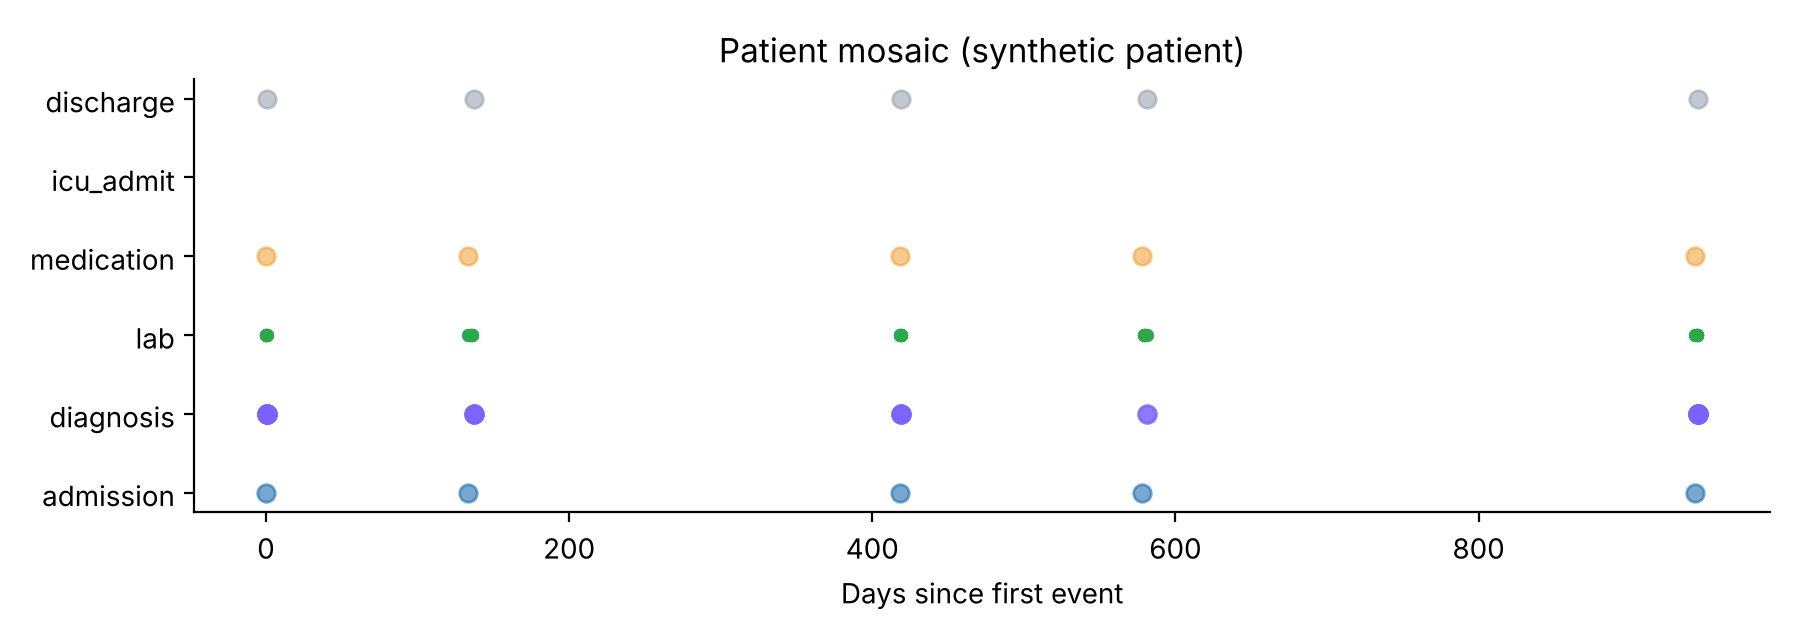 Patient mosaic (synthetic patient)
discharge
icu_admit
medication
lab
diagnosis
admission
0 200 400 600 800
Days since first event